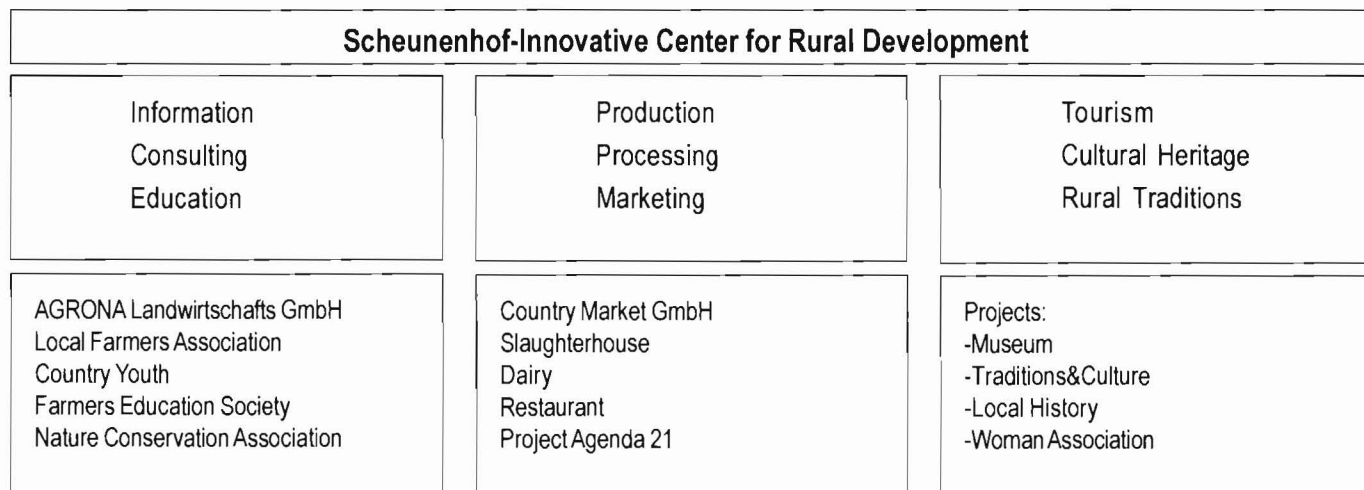 Scheunenhof-Innovative Center for Rural Development
Information
Consulting
Education
Production
Processing
Marketing
Tourism
Cultural Heritage
Rural Traditions
AGRONA Landwirtschafts GmbH
Local Farmers Association
Country Youth
Farmers Education Society
Nature Conservation Association
Country Market GmbH
Slaughterhouse
Dairy
Restaurant
Project Agenda 21
Projects:
-Museum
-Traditions&Culture
-Local History
-Woman Association